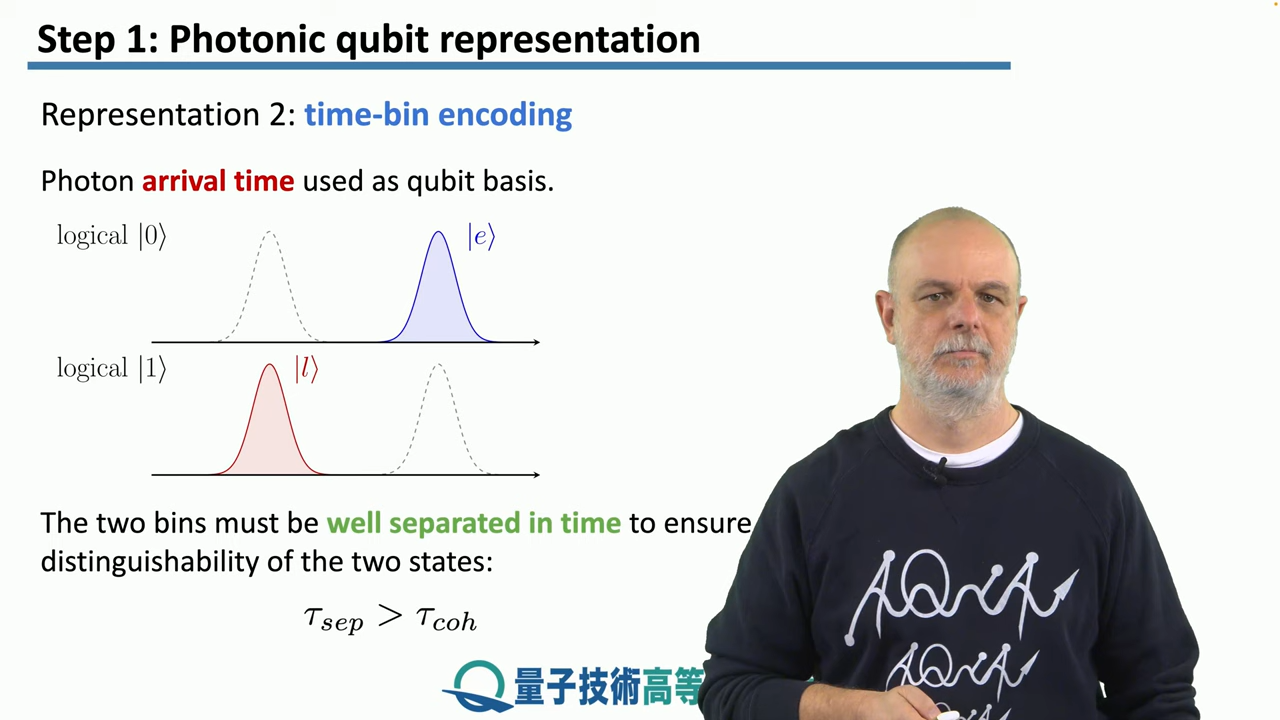 Step 1: Photonic qubit representation
Representation 2: time-bin encoding
Photon arrival time used as qubit basis.
logical |0⟩ |e⟩
logical |1⟩ |l⟩
The two bins must be well separated in time to ensure
distinguishability of the two states:
τsep > τcoh
量子技術高等
AQUA
AQUA